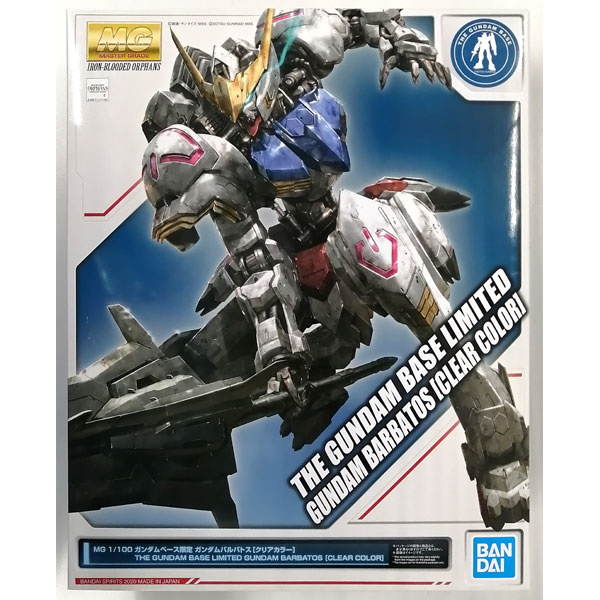 MG
MASTER GRADE
IRON-BLOODED ORPHANS
THE GUNDAM BASE
THE GUNDAM BASE LIMITED
GUNDAM BARBATOS [CLEAR COLOR]
MG 1/100 ガンダムベース限定 ガンダムバルバトス [クリアカラー]
THE GUNDAM BASE LIMITED GUNDAM BARBATOS [CLEAR COLOR]
BANDAI SPIRITS 2020 MADE IN JAPAN
BAN
DAI